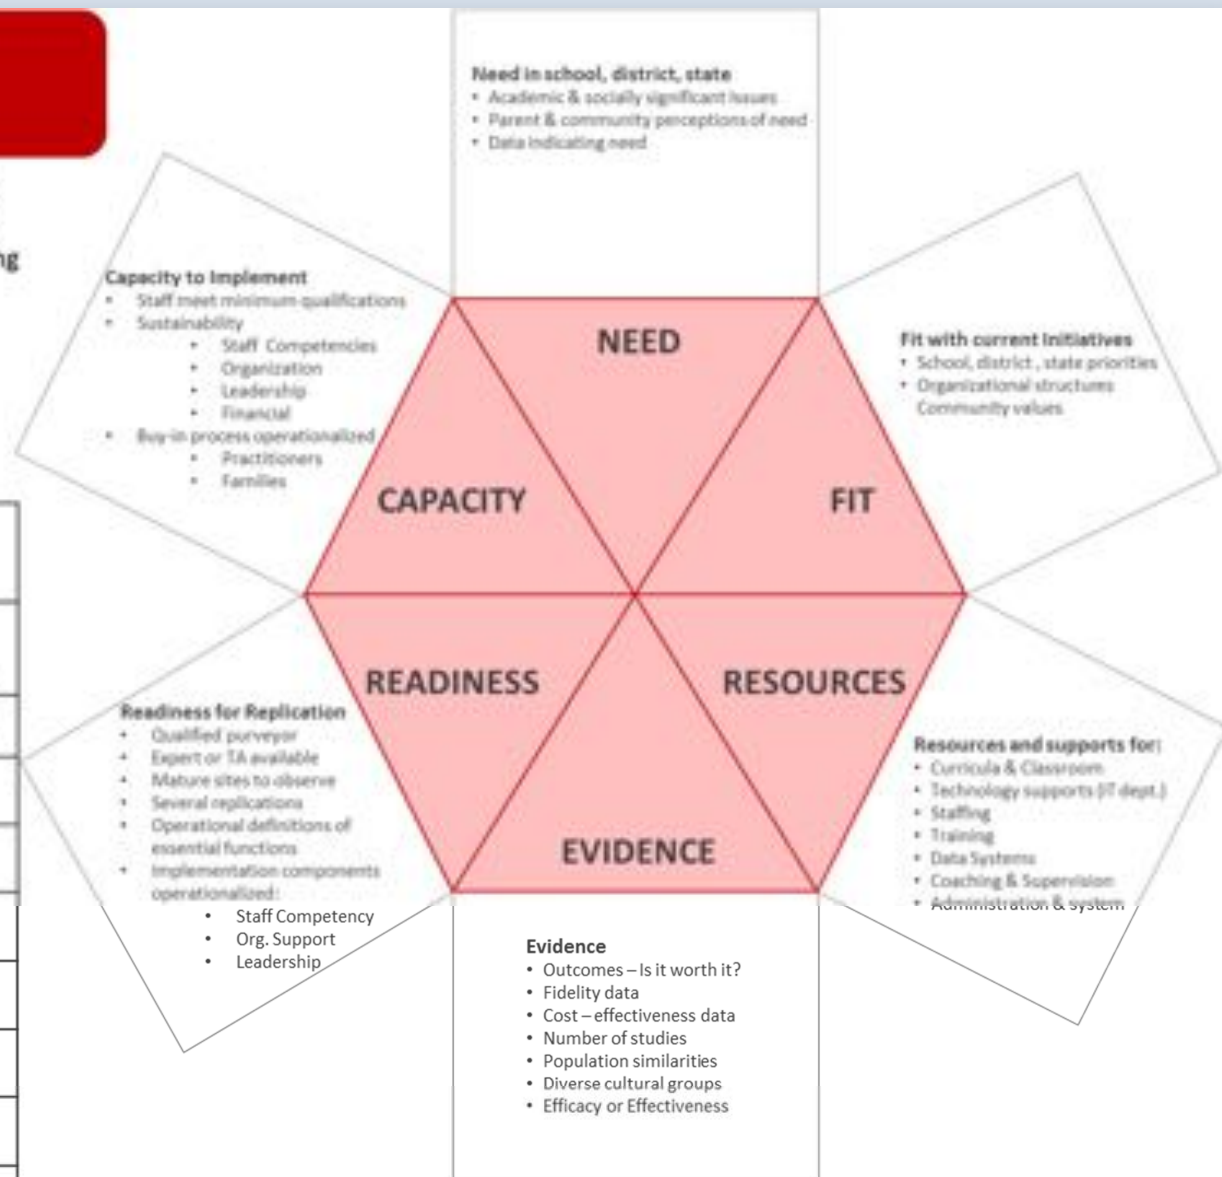 Need in school, district, state
• Academic & socially significant Issues
• Parent & community perceptions of need
• Data indicating need
ng
Capacity to Implement
• Staff meet minimum qualifications
• Sustainability
• Staff Competencies
• Organization
• Leadership
• Financial
• Buy-in process operationalized
• Practitioners
• Families
NEED
Fit with current Initiatives
• School, district , state priorities
• Organizational structures
Community values
CAPACITY
FIT
READINESS
RESOURCES
Readiness for Replication
• Qualified purveyor
• Expert or TA available
• Mature sites to observe
• Several replications
• Operational definitions of
essential functions
• Implementation components
operationalized:
• Staff Competency
• Org. Support
• Leadership
Resources and supports for:
• Curricula & Classroom
• Technology supports (IT dept.)
• Staffing
• Training
• Data Systems
• Coaching & Supervision
• Administration & system
EVIDENCE
Evidence
• Outcomes – Is it worth it?
• Fidelity data
• Cost – effectiveness data
• Number of studies
• Population similarities
• Diverse cultural groups
• Efficacy or Effectiveness